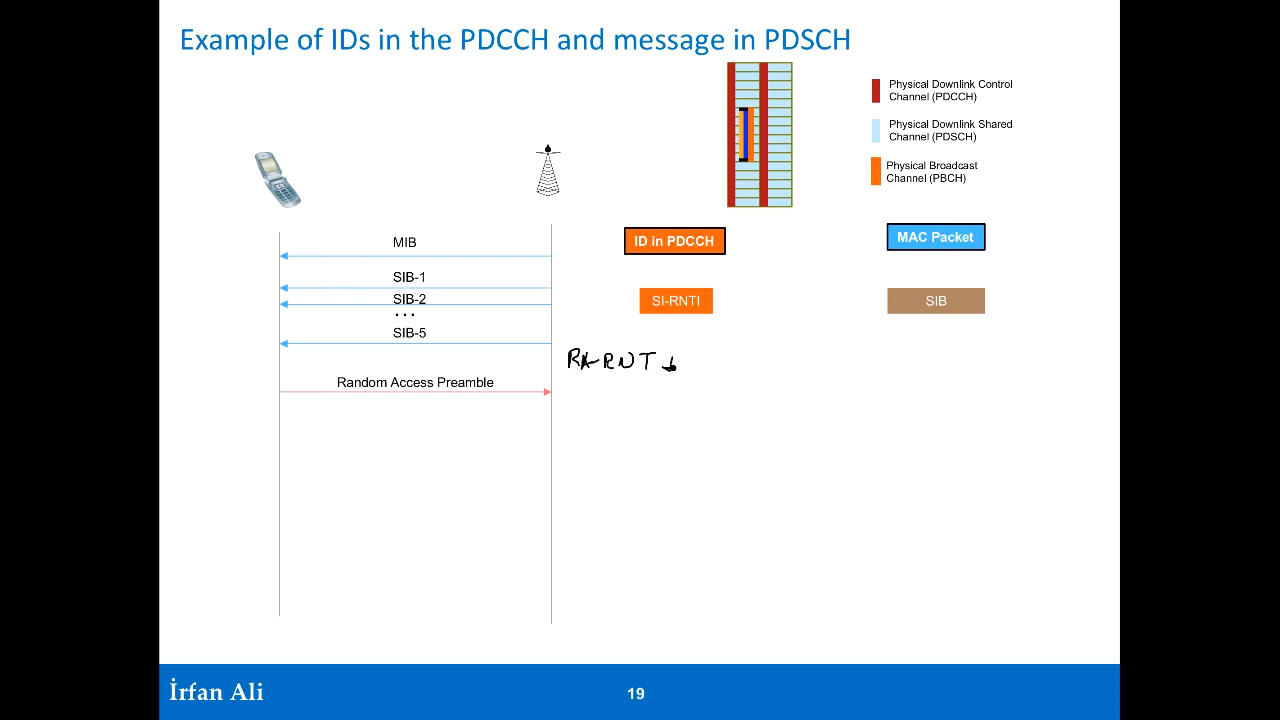 Example of IDs in the PDCCH and message in PDSCH
Physical Downlink Control
Channel (PDCCH)
Physical Downlink Shared
Channel (PDSCH)
Physical Broadcast
Channel (PBCH)
ID in PDCCH
MAC Packet
MIB
SIB-1
SI-RNTI
SIB
SIB-2
...
SIB-5
RA-RNTI
Random Access Preamble
İrfan Ali
19